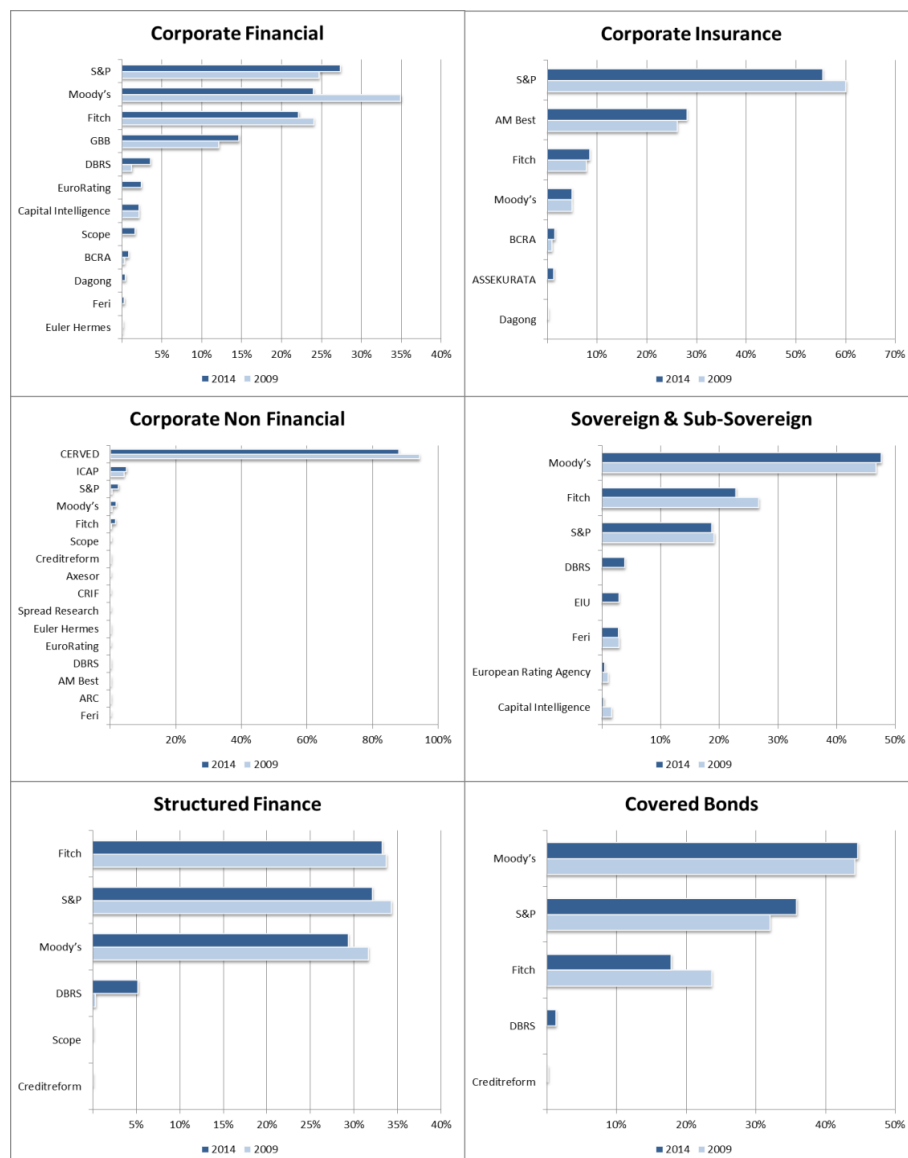 Corporate Financial
S&P
Moody's
Fitch
GBB
DBRS
EuroRating
Capital Intelligence
Scope
BCRA
Dagong
Feri
Euler Hermes
5% 10% 15% 20% 25% 30% 35% 40%
2014 2009
Corporate Insurance
S&P
AM Best
Fitch
Moody's
BCRA
ASSEKURATA
Dagong
10% 20% 30% 40% 50% 60% 70%
2014 2009
Corporate Non Financial
CERVED
ICAP
S&P
Moody's
Fitch
Scope
Creditreform
Axesor
CRIF
Spread Research
Euler Hermes
EuroRating
DBRS
AM Best
ARC
Feri
20% 40% 60% 80% 100%
2014 2009
Sovereign & Sub-Sovereign
Moody's
Fitch
S&P
DBRS
EIU
Feri
European Rating Agency
Capital Intelligence
10% 20% 30% 40% 50%
2014 2009
Structured Finance
Fitch
S&P
Moody's
DBRS
Scope
Creditreform
5% 10% 15% 20% 25% 30% 35% 40%
2014 2009
Covered Bonds
Moody's
S&P
Fitch
DBRS
Creditreform
10% 20% 30% 40% 50%
2014 2009